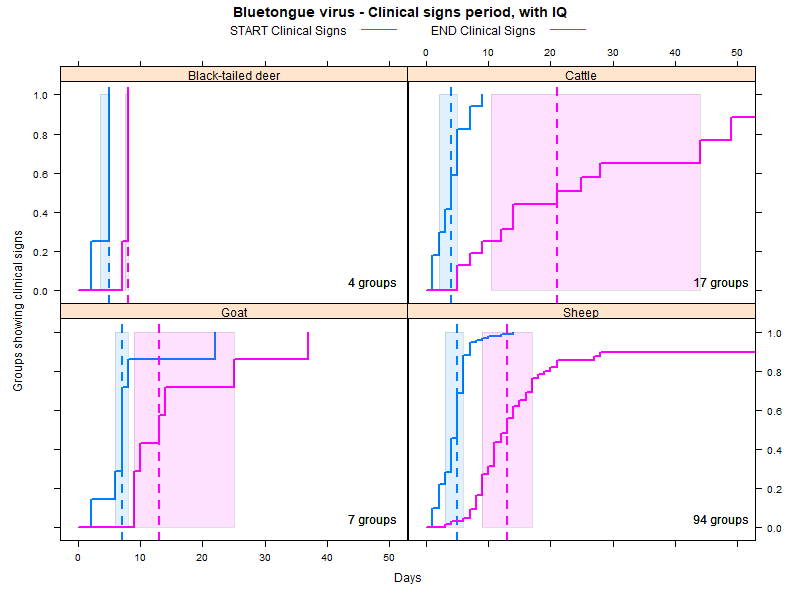 Bluetongue virus - Clinical signs period, with IQ
START Clinical Signs END Clinical Signs
0 10 20 30 40 50
Black-tailed deer Cattle
1.0
0.8
0.6
0.4
0.2
0.0
4 groups 17 groups
Goat Sheep
1.0
0.8
0.6
0.4
0.2
0.0
7 groups 94 groups
0 10 20 30 40 50
Groups showing clinical signs
Days